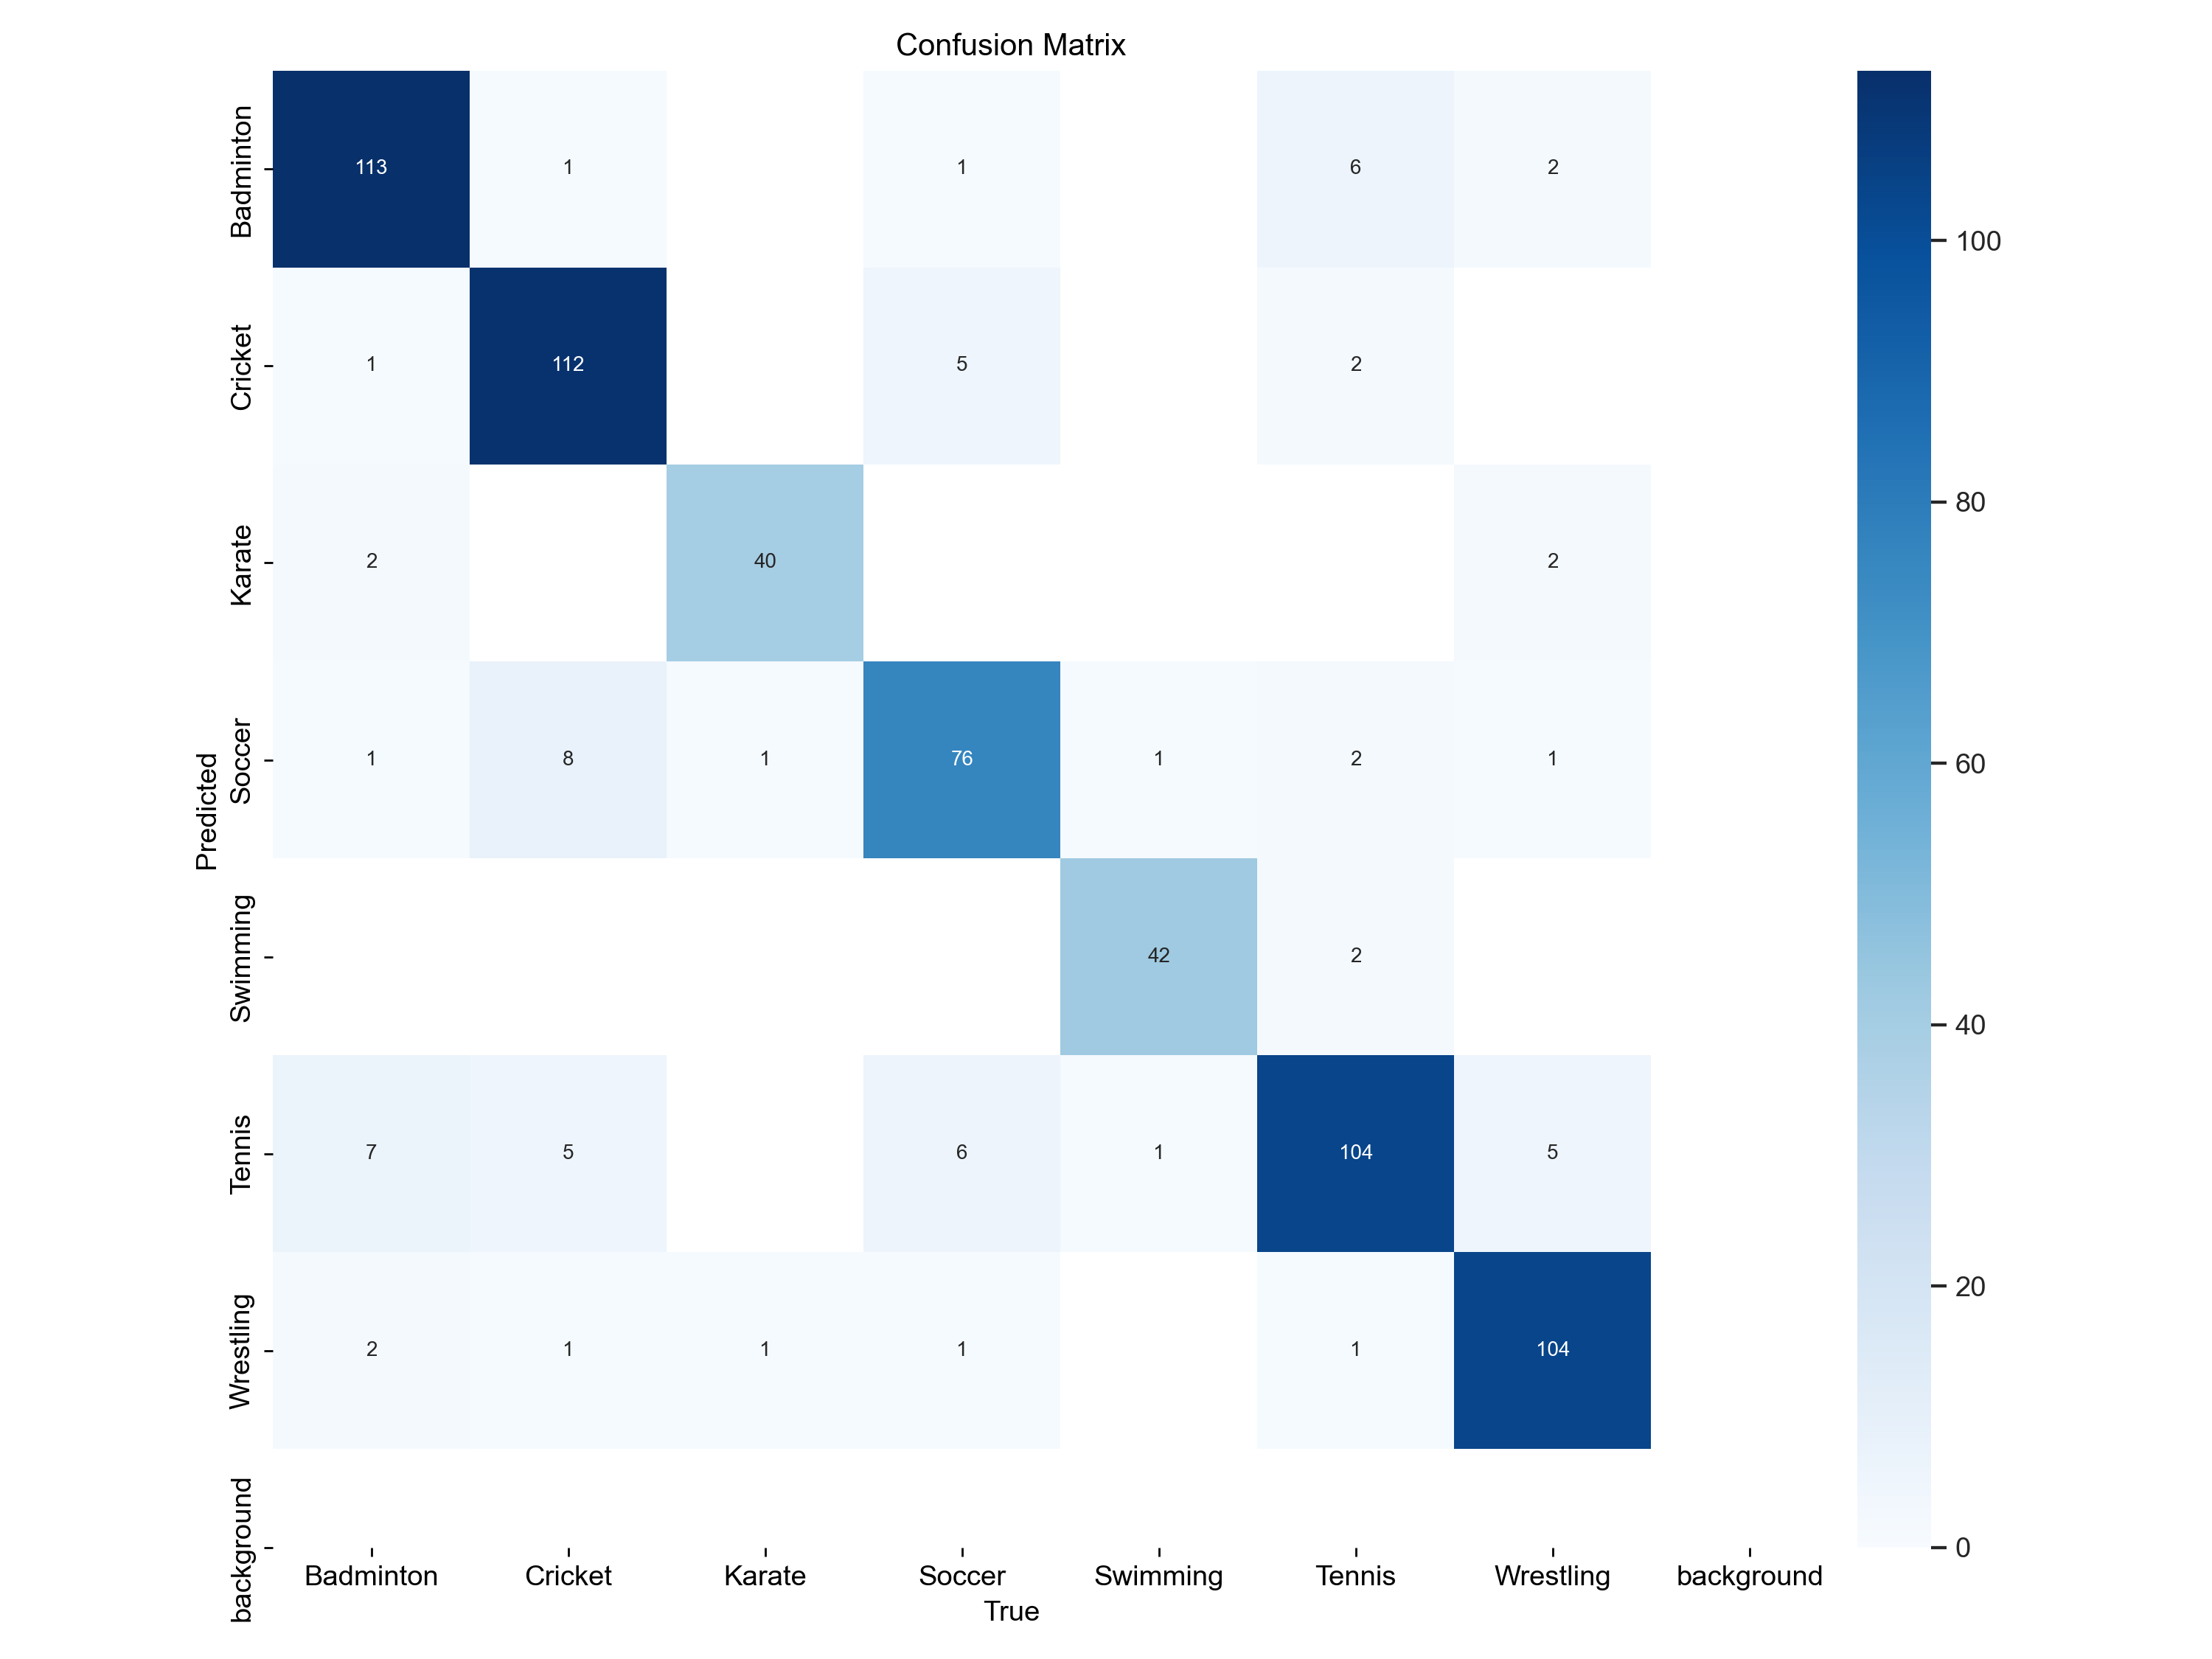 Confusion Matrix
Badminton
113 1 1 6 2
Cricket
1 112 5 2
Karate
2 40 2
Soccer
1 8 1 76 1 2 1
Swimming
42 2
Tennis
7 5 6 1 104 5
Wrestling
2 1 1 1 1 104
background
Predicted
Badminton Cricket Karate Soccer Swimming Tennis Wrestling background
True
100
80
60
40
20
0